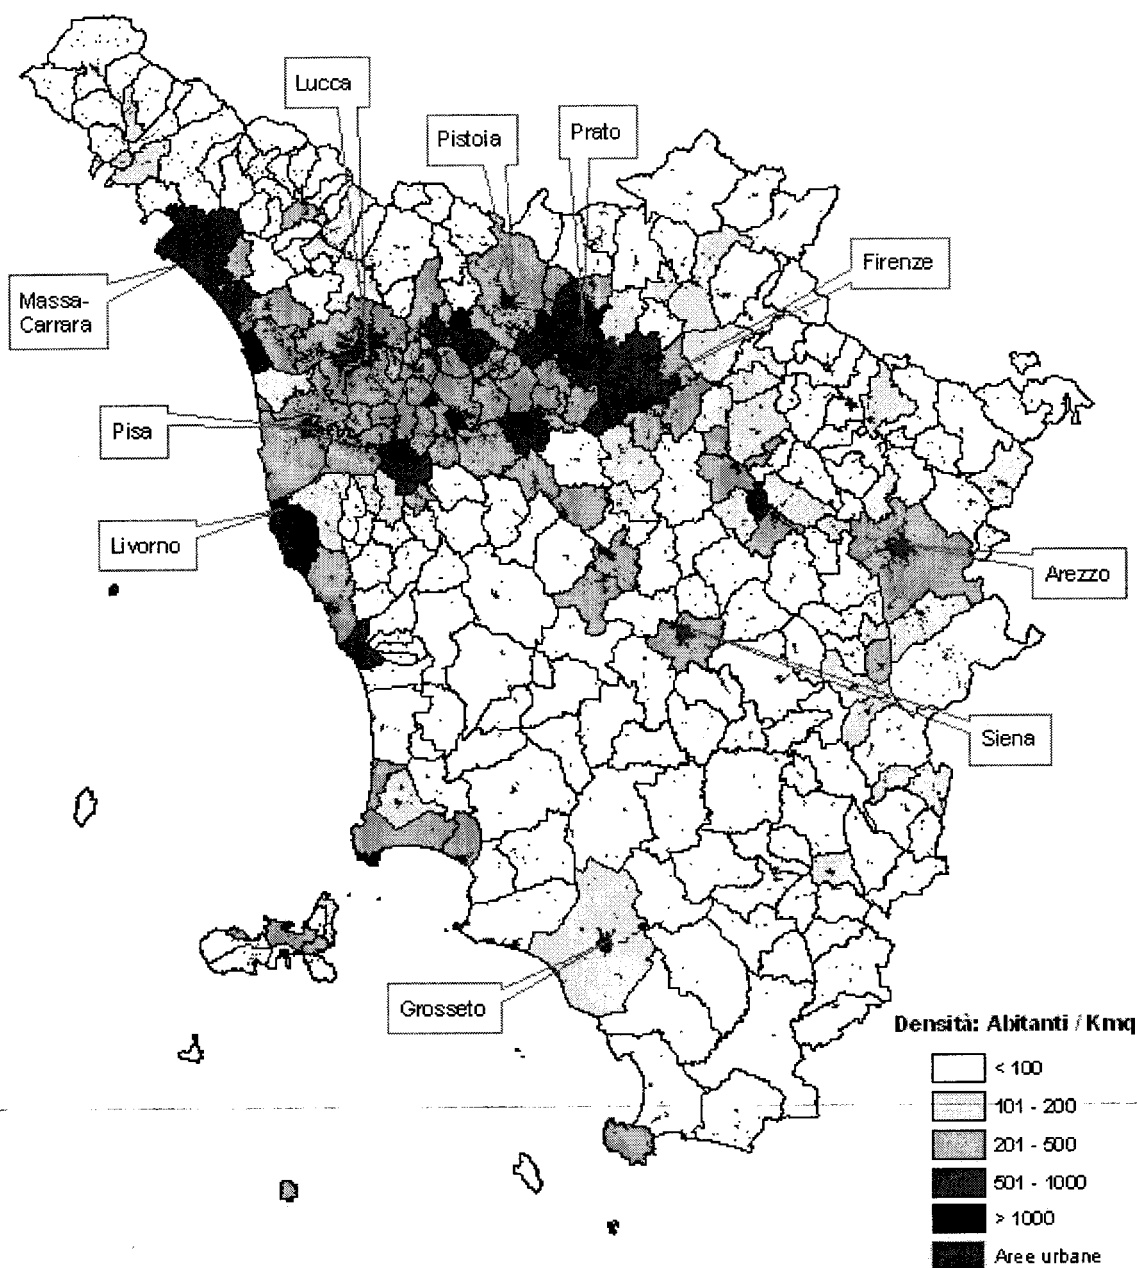 Lucca
Pistoia
Prato
Firenze
Massa-
Carrara
Pisa
Livorno
Arezzo
Siena
Grosseto
Densità: Abitanti / Kmq
< 100
101 - 200
201 - 500
501 - 1000
> 1000
Aree urbane